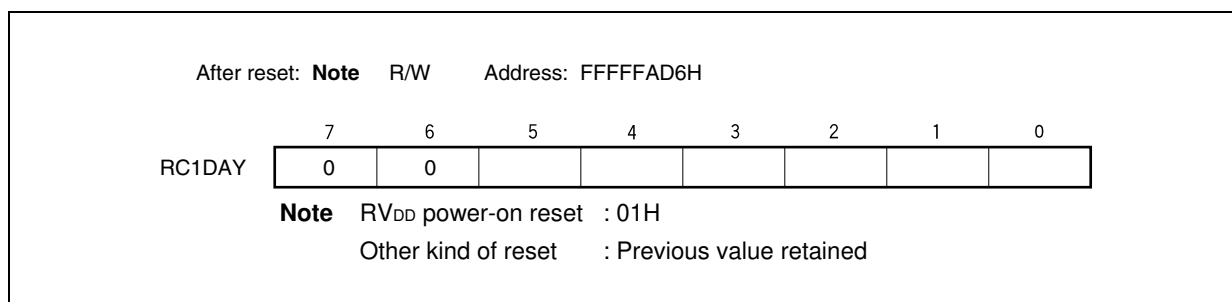 After reset: Note R/W Address: FFFFFAD6H
7 6 5 4 3 2 1 0
RC1DAY 0 0
Note RVDD power-on reset : 01H
Other kind of reset : Previous value retained